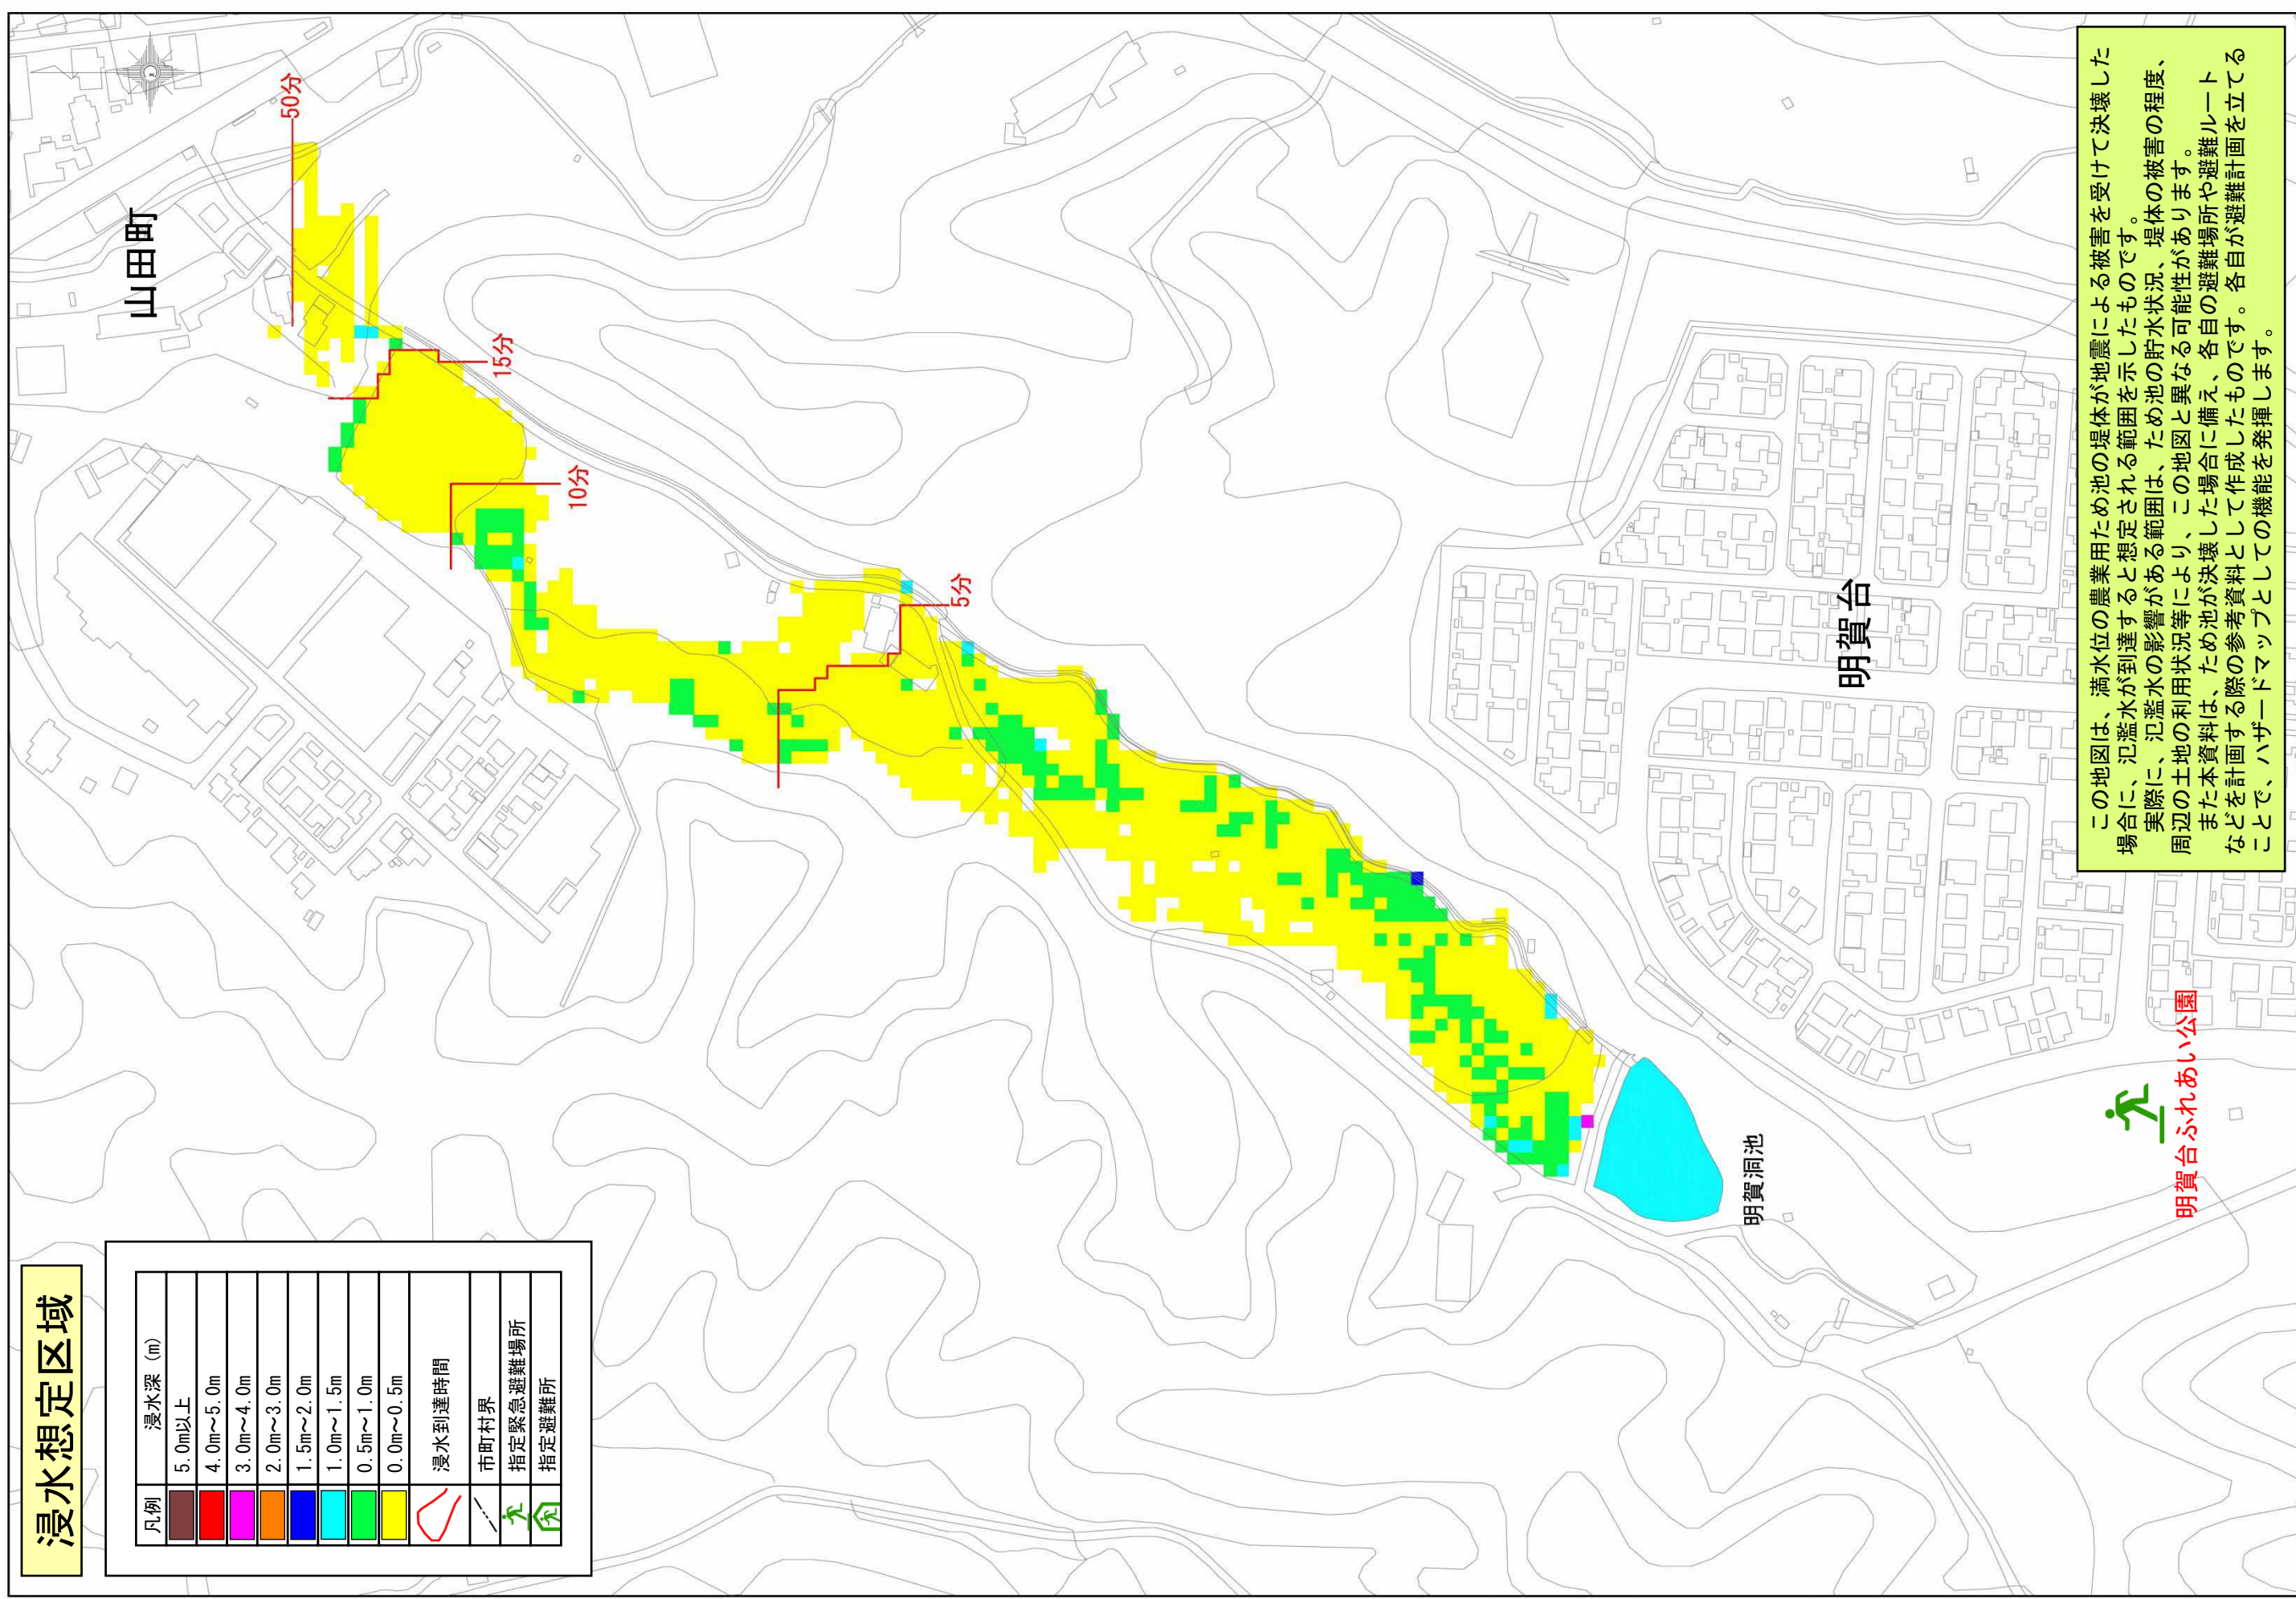 浸水想定区域
凡例 浸水深 (m)
5.0m以上
4.0m～5.0m
3.0m～4.0m
2.0m～3.0m
1.5m～2.0m
1.0m～1.5m
0.5m～1.0m
0.0m～0.5m
浸水到達時間
市町村界
指定緊急避難場所
指定避難所
山田町
50分
15分
10分
5分
明賀台
明賀洞池
明賀台ふれあい公園
この地図は、満水位の農業用ため池の堤体が地震による被害を受けて決壊した
場合に、氾濫水が到達すると想定される範囲を示したものです。
実際に、氾濫水の影響がある範囲は、ため池の貯水状況、堤体の被害の程度、
周辺の土地の利用状況等により、この地図と異なる可能性があります。
また本資料は、ため池が決壊した場合に備え、各自の避難場所や避難ルート
などを計画する際の参考資料として作成したものです。各自が避難計画を立てる
ことで、ハザードマップとしての機能を発揮します。